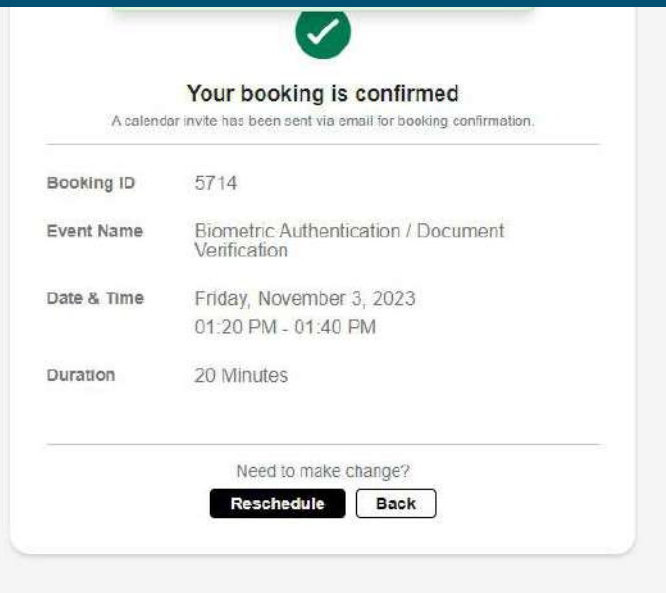 Your booking is confirmed
A calendar invite has been sent via email for booking confirmation.
Booking ID 5714
Event Name Biometric Authentication / Document
Verification
Date & Time Friday, November 3, 2023
01:20 PM - 01:40 PM
Duration 20 Minutes
Need to make change?
Reschedule Back